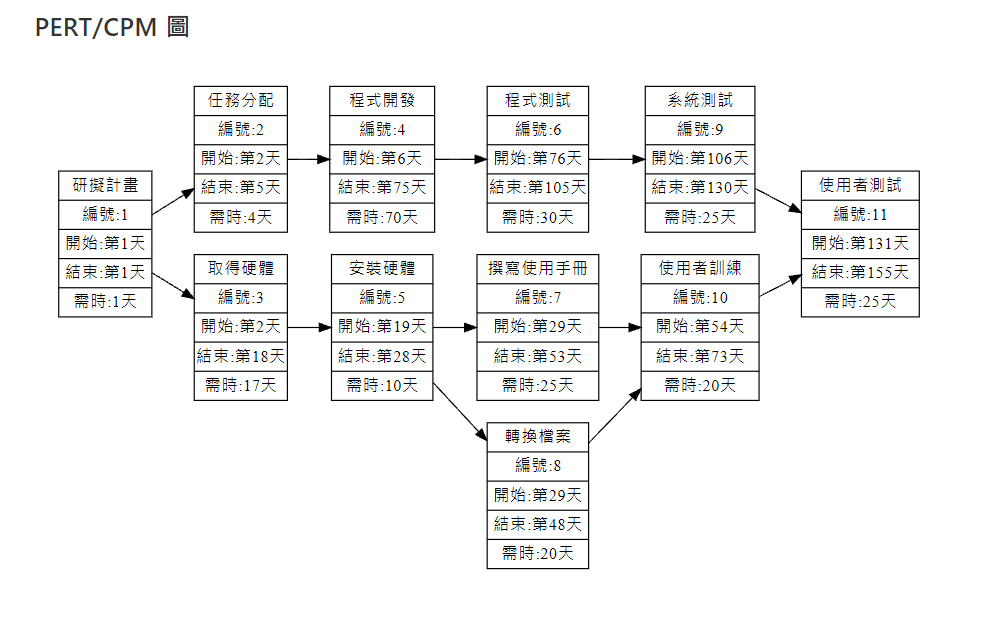 PERT/CPM 圖
研擬計畫
編號:1
開始:第1天
結束:第1天
需時:1天
任務分配
編號:2
開始:第2天
結束:第5天
需時:4天
程式開發
編號:4
開始:第6天
結束:第75天
需時:70天
程式測試
編號:6
開始:第76天
結束:第105天
需時:30天
系統測試
編號:9
開始:第106天
結束:第130天
需時:25天
取得硬體
編號:3
開始:第2天
結束:第18天
需時:17天
安裝硬體
編號:5
開始:第19天
結束:第28天
需時:10天
撰寫使用手冊
編號:7
開始:第29天
結束:第53天
需時:25天
使用者訓練
編號:10
開始:第54天
結束:第73天
需時:20天
轉換檔案
編號:8
開始:第29天
結束:第48天
需時:20天
使用者測試
編號:11
開始:第131天
結束:第155天
需時:25天